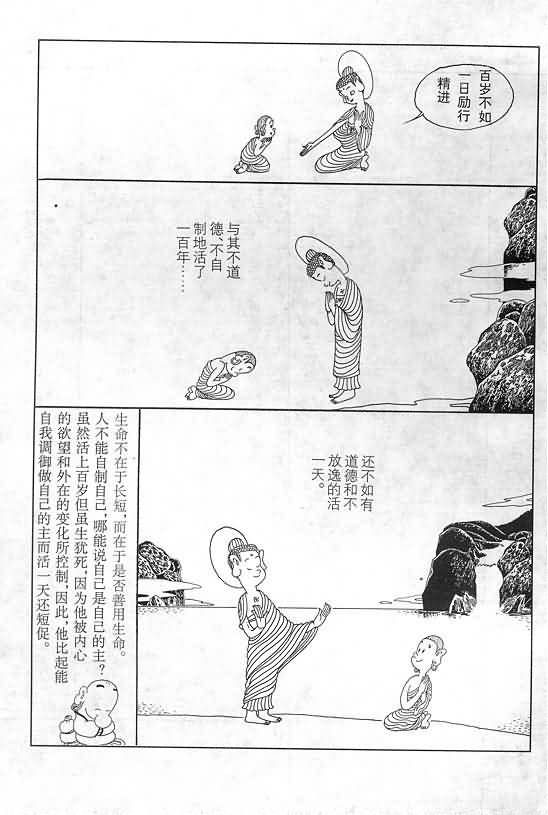 百岁不如
一日励行
精进
与其不道
德、不自
制地活了
一百年……
还不如有
道德和不
放逸的活
一天。
生命不在于长短，而在于是否善用生命。
人不能自制自己，哪能说自己是自己的主？
虽然活上百岁但虽生犹死，因为他被内心
的欲望和外在的变化所控制，因此，他比起能
自我调御做自己的主而活一天还短促。